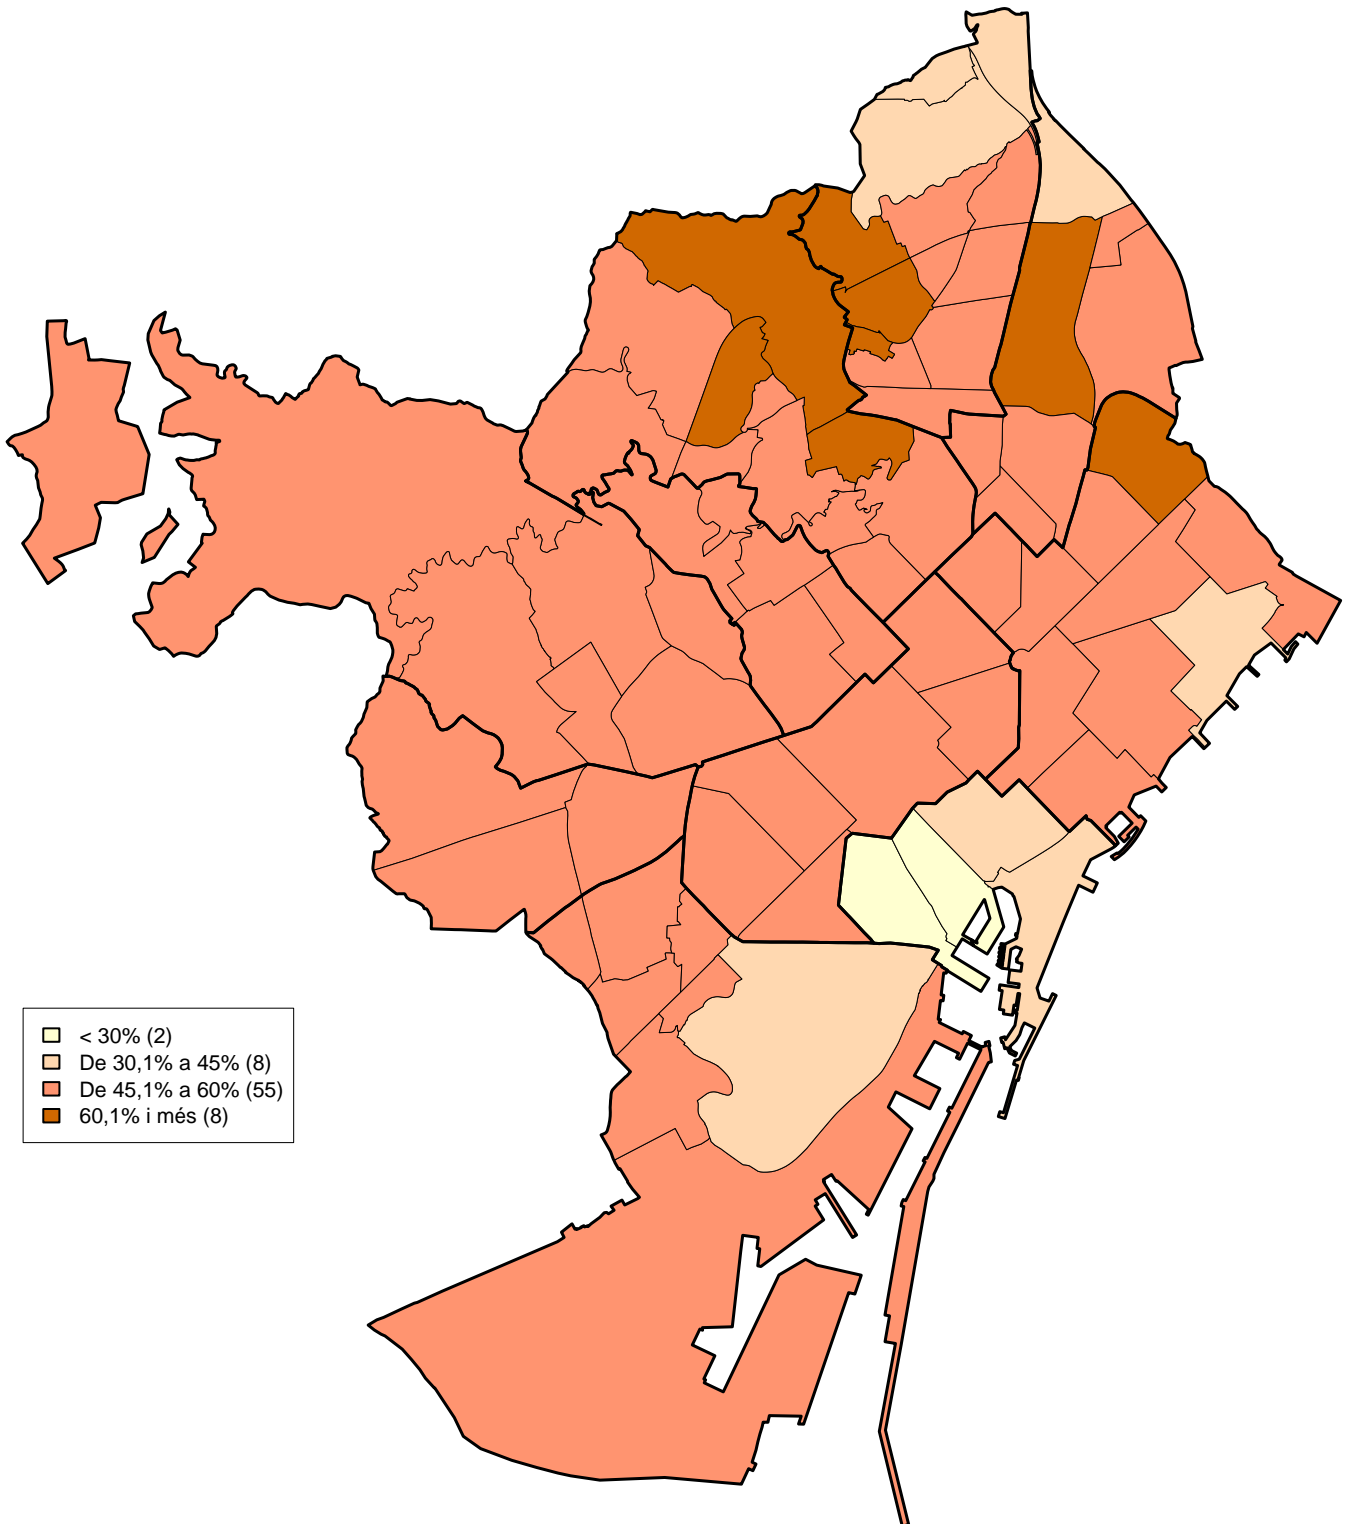 < 30% (2)
De 30,1% a 45% (8)
De 45,1% a 60% (55)
60,1% i més (8)